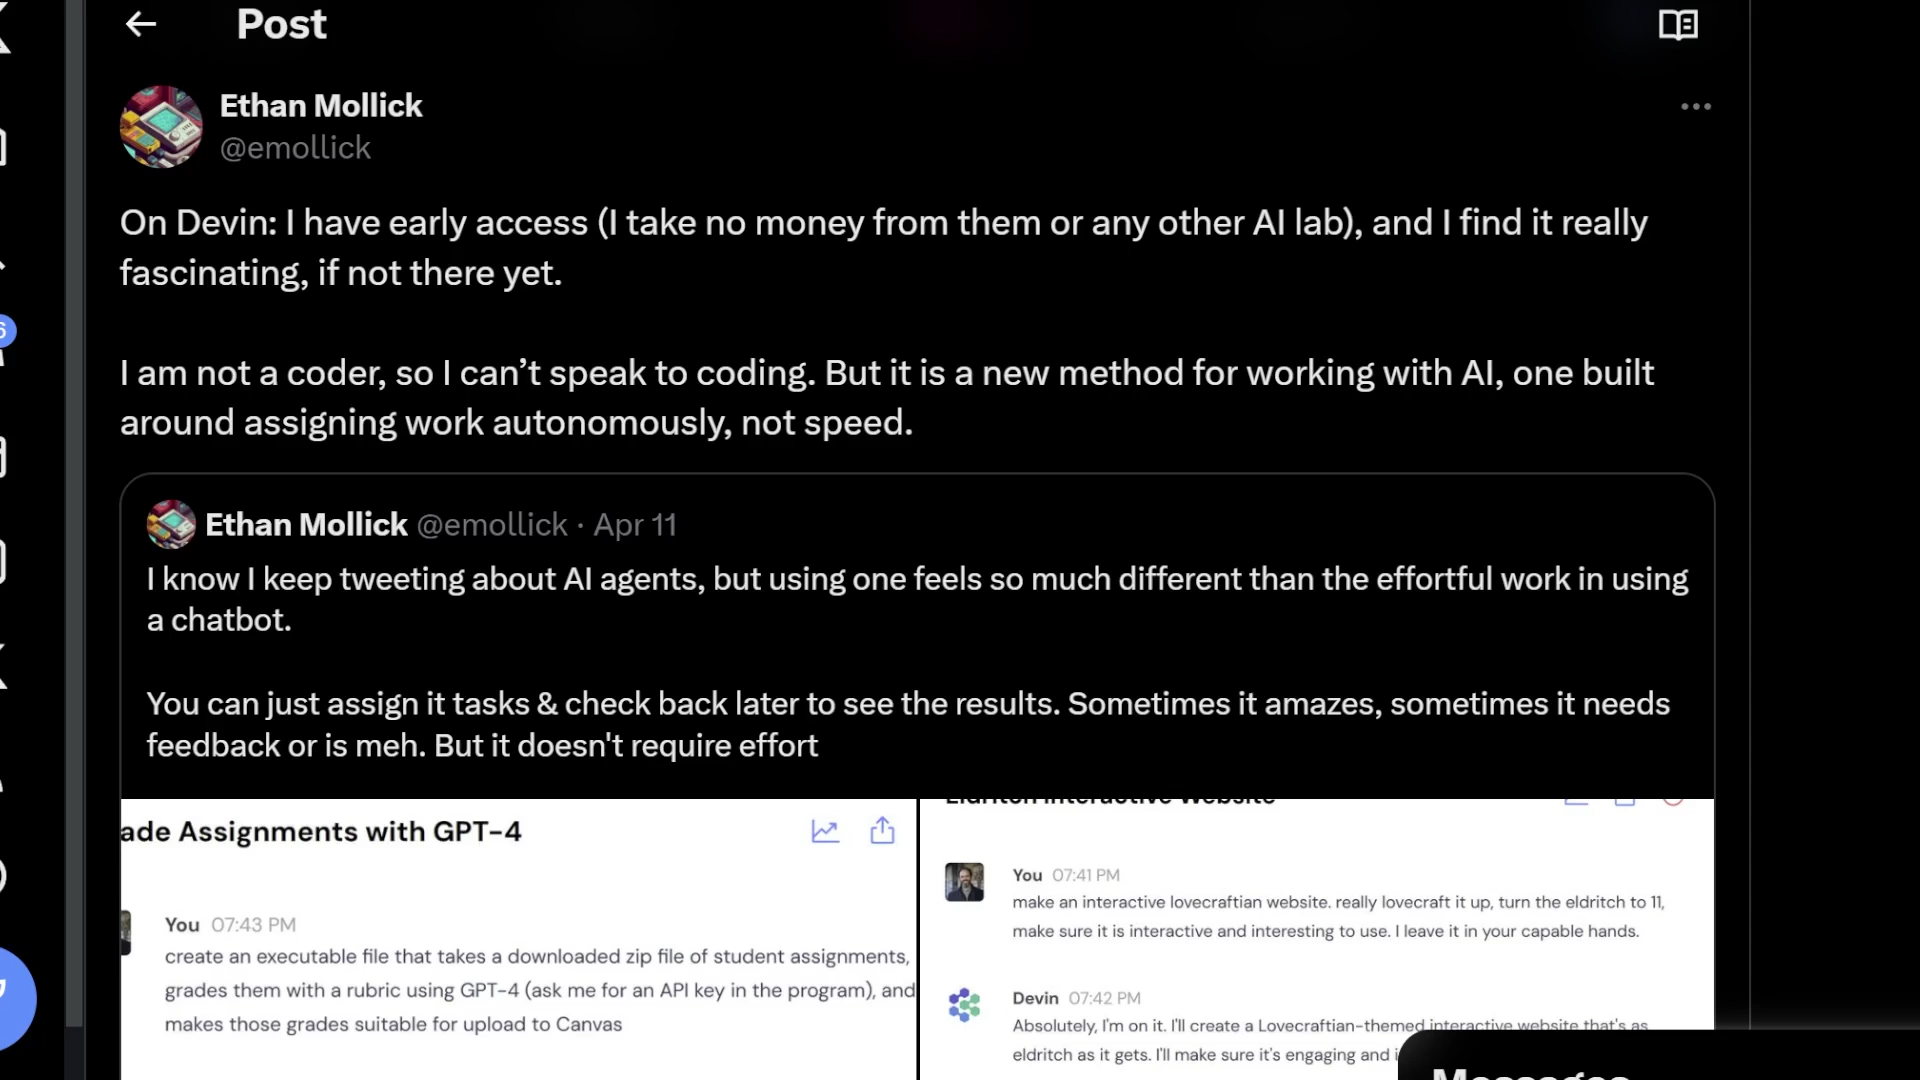 Post
Ethan Mollick
@emollick
On Devin: I have early access (I take no money from them or any other AI lab), and I find it really
fascinating, if not there yet.
I am not a coder, so I can’t speak to coding. But it is a new method for working with AI, one built
around assigning work autonomously, not speed.
Ethan Mollick @emollick · Apr 11
I know I keep tweeting about AI agents, but using one feels so much different than the effortful work in using
a chatbot.
You can just assign it tasks & check back later to see the results. Sometimes it amazes, sometimes it needs
feedback or is meh. But it doesn't require effort
ade Assignments with GPT-4
You 07:43 PM
create an executable file that takes a downloaded zip file of student assignments,
grades them with a rubric using GPT-4 (ask me for an API key in the program), and
makes those grades suitable for upload to Canvas
Interactive Website
You 07:41 PM
make an interactive lovecraftian website. really lovecraft it up, turn the eldritch to 11,
make sure it is interactive and interesting to use. I leave it in your capable hands.
Devin 07:42 PM
Absolutely, I'm on it. I'll create a Lovecraftian-themed interactive website that's as
eldritch as it gets. I'll make sure it's engaging and i
Messages